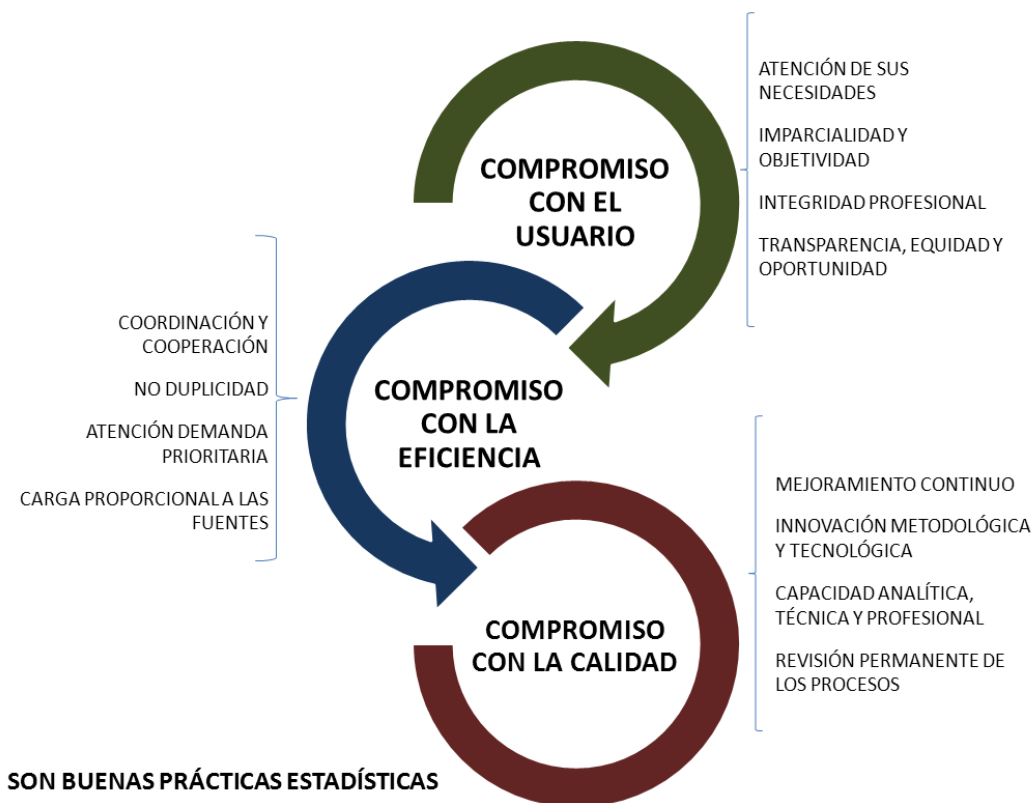 COMPROMISO
CON EL
USUARIO
ATENCIÓN DE SUS
NECESIDADES
IMPARCIALIDAD Y
OBJETIVIDAD
INTEGRIDAD PROFESIONAL
TRANSPARENCIA, EQUIDAD Y
OPORTUNIDAD
COORDINACIÓN Y
COOPERACIÓN
NO DUPLICIDAD
ATENCIÓN DEMANDA
PRIORITARIA
CARGA PROPORCIONAL A LAS
FUENTES
COMPROMISO
CON LA
EFICIENCIA
COMPROMISO
CON LA CALIDAD
MEJORAMIENTO CONTINUO
INNOVACIÓN METODOLÓGICA
Y TECNOLÓGICA
CAPACIDAD ANALÍTICA,
TÉCNICA Y PROFESIONAL
REVISIÓN PERMANENTE DE
LOS PROCESOS
SON BUENAS PRÁCTICAS ESTADÍSTICAS